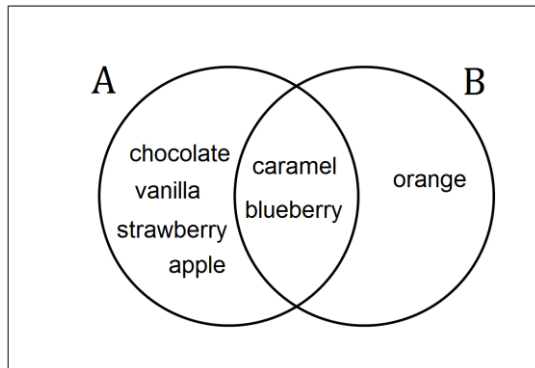 A
B
chocolate
vanilla
strawberry
apple
caramel
blueberry
orange